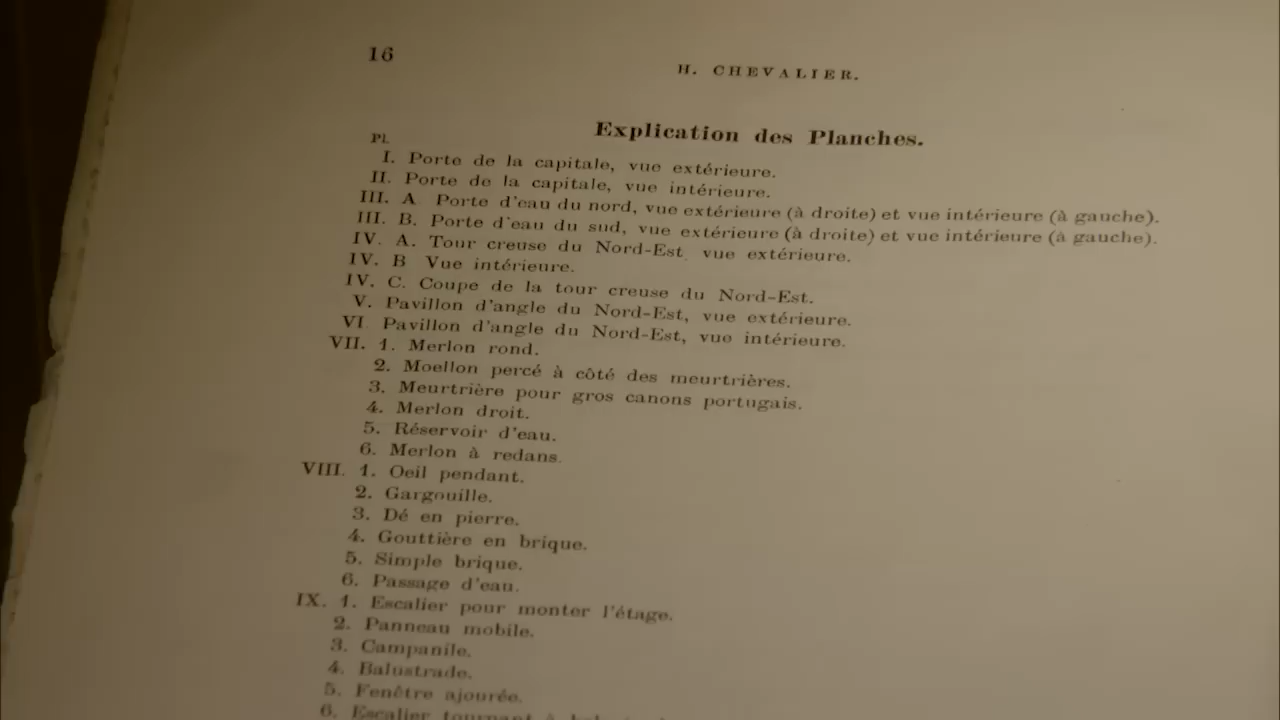 16
H. CHEVALIER.
Explication des Planches.
Pl.
I. Porte de la capitale, vue extérieure.
II. Porte de la capitale, vue intérieure.
III. A Porte d'eau du nord, vue extérieure (à droite) et vue intérieure (à gauche).
III. B. Porte d'eau du sud, vue extérieure (à droite) et vue intérieure (à gauche).
IV. A. Tour creuse du Nord-Est vue extérieure.
IV. B Vue intérieure.
IV. C. Coupe de la tour creuse du Nord-Est.
V. Pavillon d'angle du Nord-Est, vue extérieure.
VI Pavillon d'angle du Nord-Est, vue intérieure.
VII. 1. Merlon rond.
2. Moellon percé à côté des meurtrières.
3. Meurtrière pour gros canons portugais.
4. Merlon droit.
5. Réservoir d'eau.
6. Merlon à redans.
VIII. 1. Oeil pendant.
2. Gargouille.
3. Dé en pierre.
4. Gouttière en brique.
5. Simple brique.
6. Passage d'eau.
IX. 1. Escalier pour monter l'étage.
2. Panneau mobile.
3. Campanile.
4. Balustrade.
5. Fenêtre ajourée.
6. Escalier tournant à